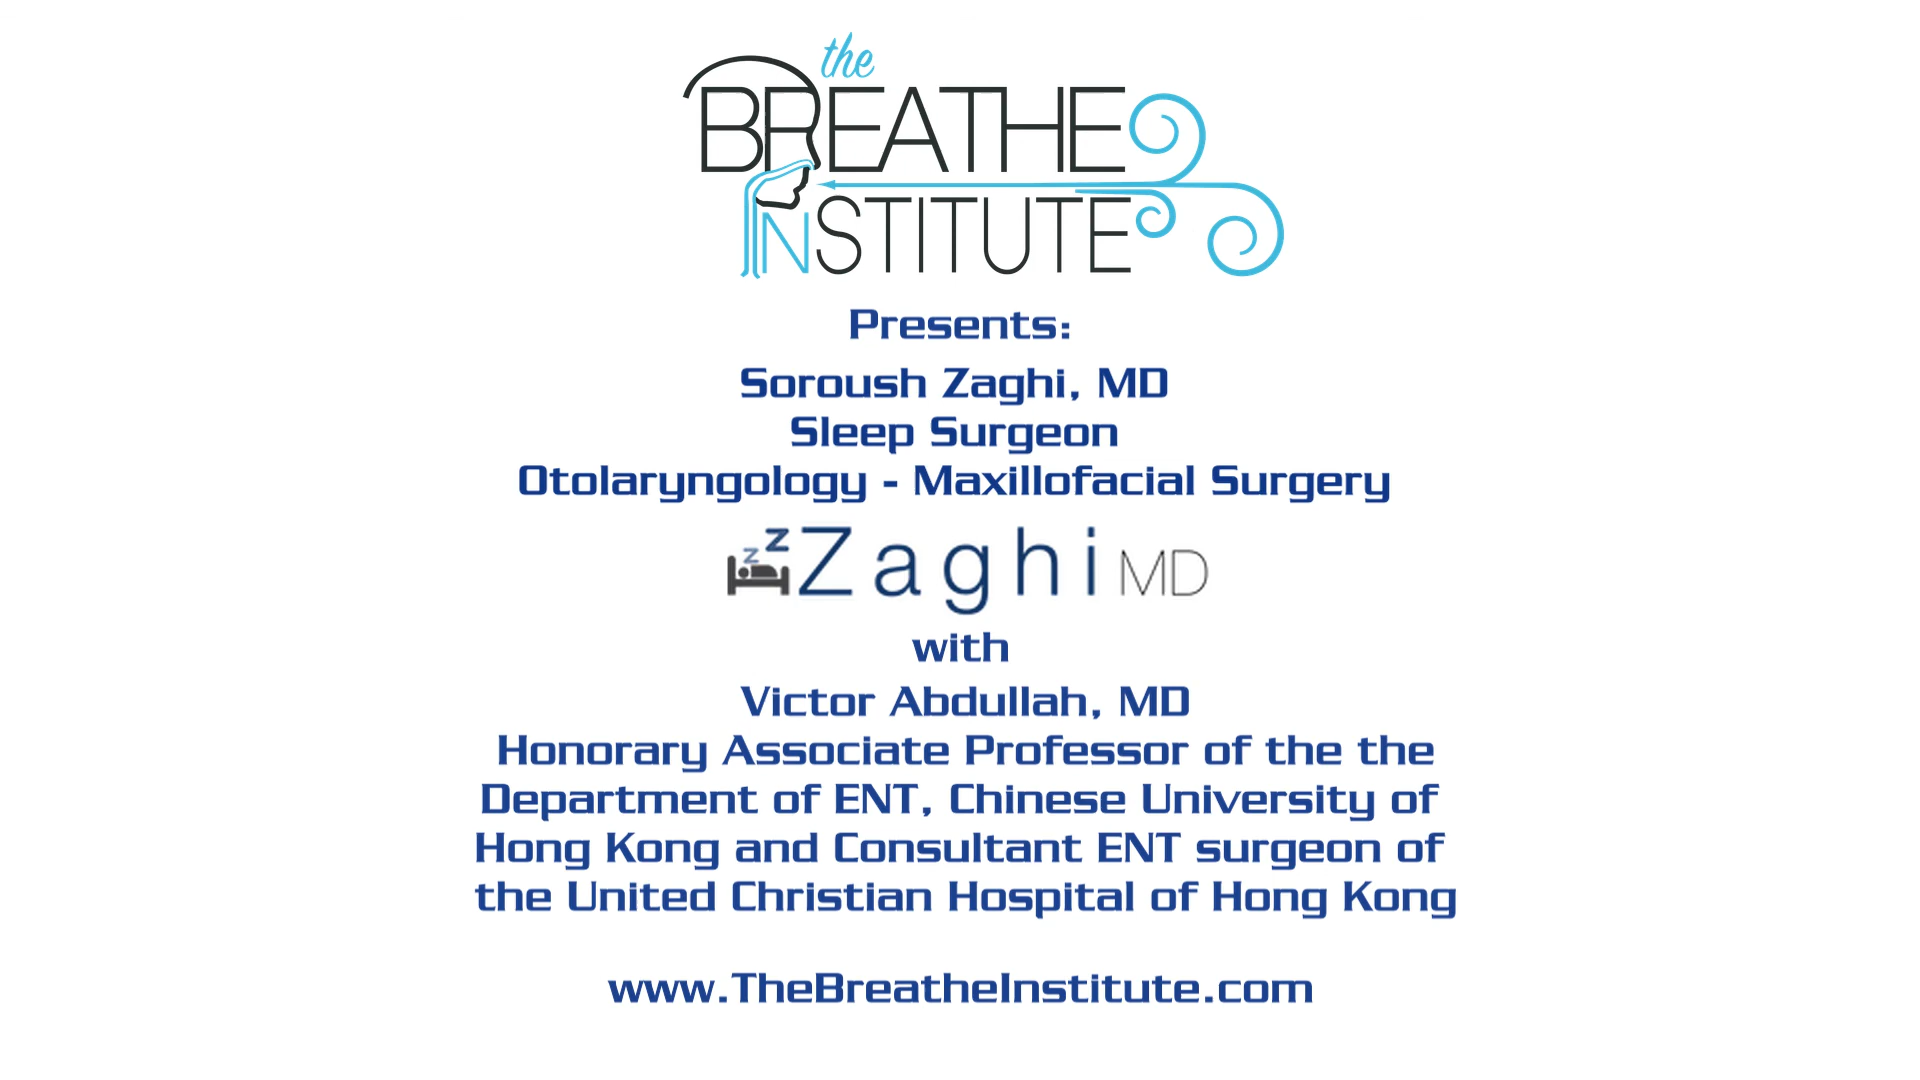 the
BREATHE
INSTITUTE
Presents:
Soroush Zaghi, MD
Sleep Surgeon
Otolaryngology - Maxillofacial Surgery
zzZaghi MD
with
Victor Abdullah, MD
Honorary Associate Professor of the the
Department of ENT, Chinese University of
Hong Kong and Consultant ENT surgeon of
the United Christian Hospital of Hong Kong
www.TheBreatheInstitute.com